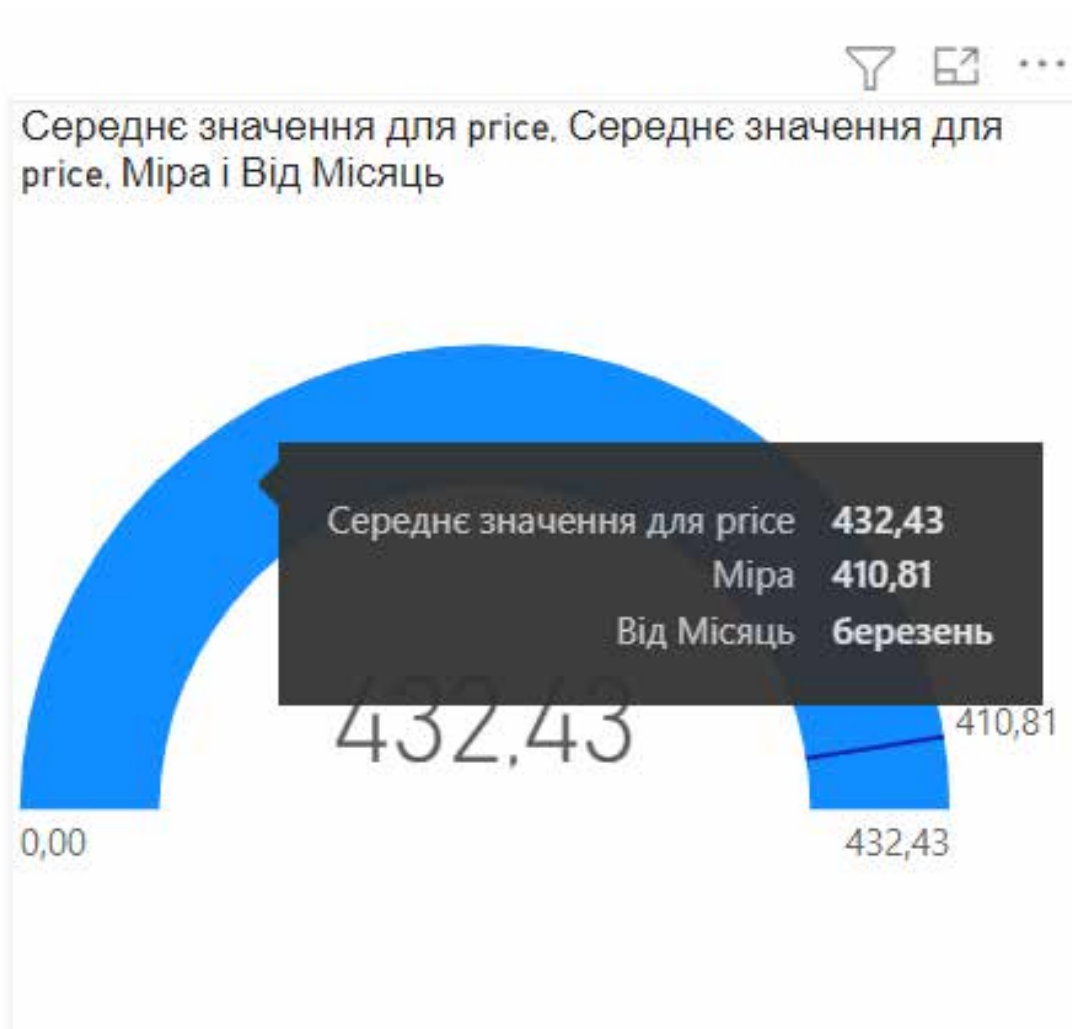 Середнє значення для price, Середнє значення для
price, Міра і Від Місяць
Середнє значення для price 432,43
Міра 410,81
Від Місяць березень
432,43
410,81
0,00
432,43